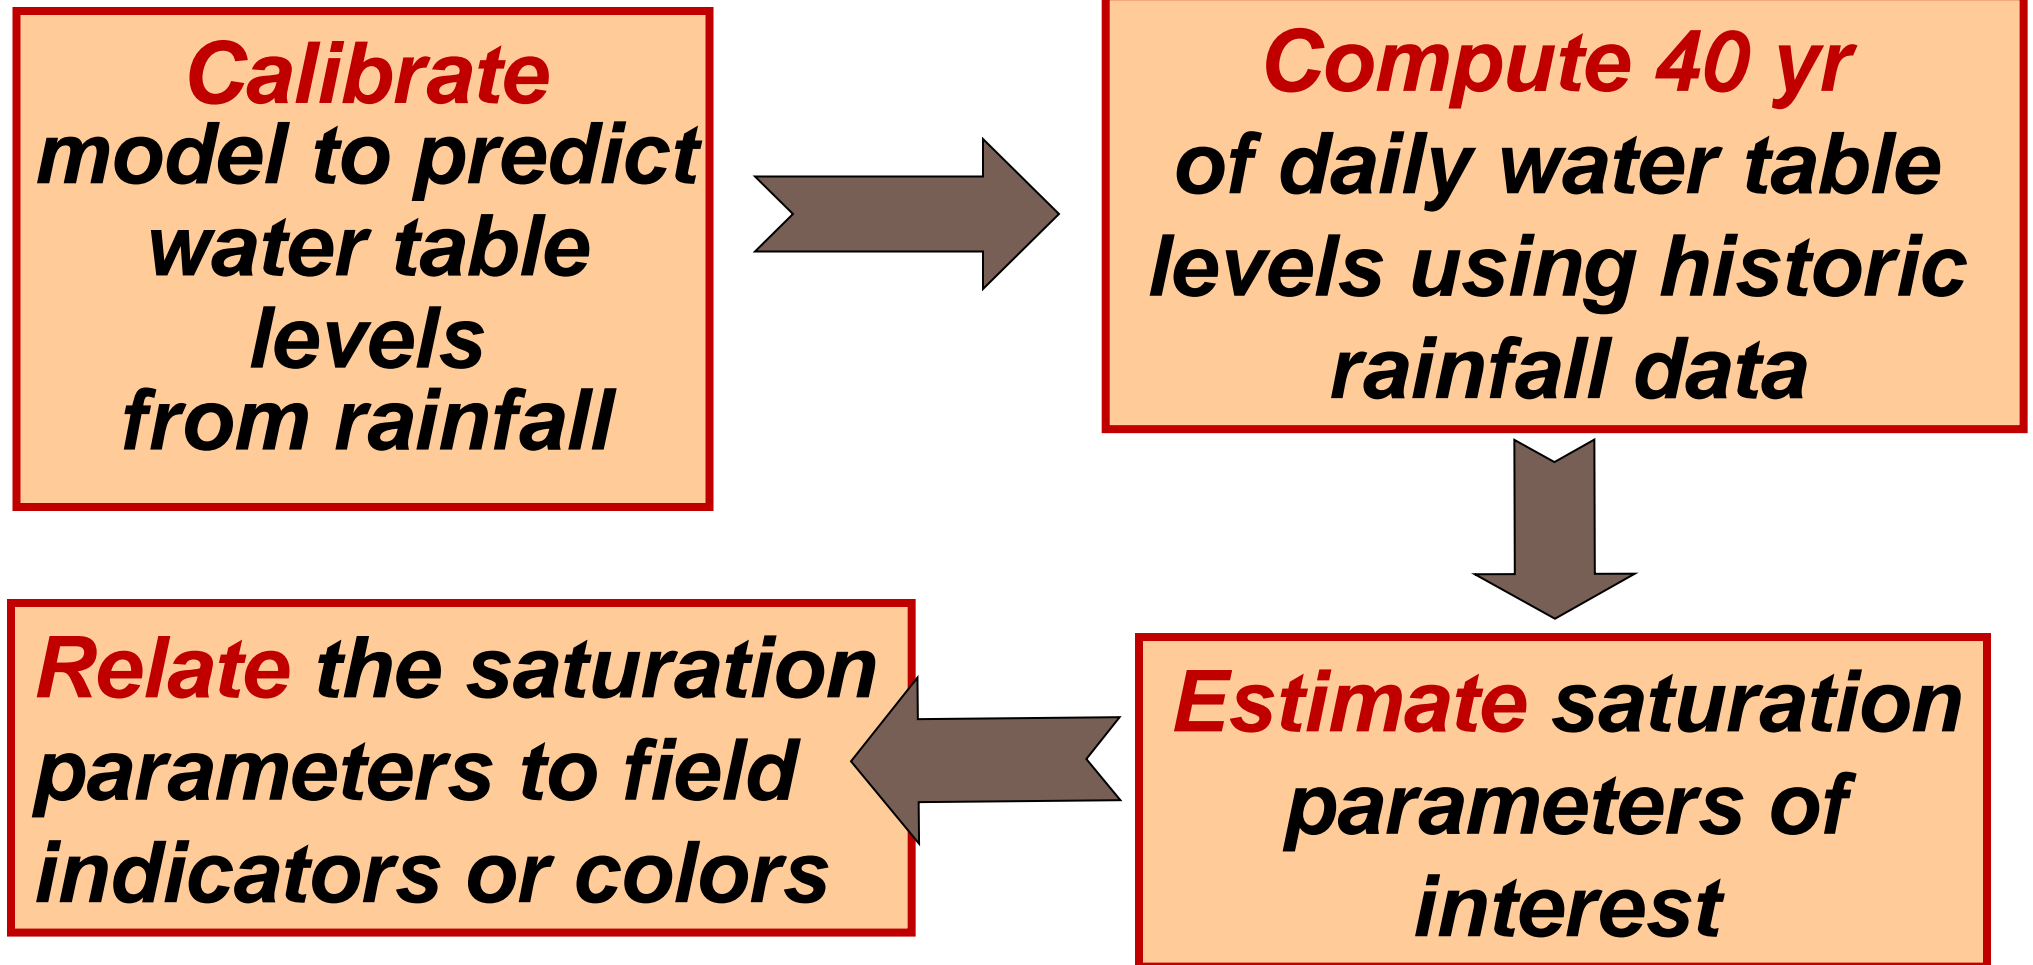 Calibrate
model to predict
water table
levels
from rainfall
Compute 40 yr
of daily water table
levels using historic
rainfall data
Estimate saturation
parameters of
interest
Relate the saturation
parameters to field
indicators or colors